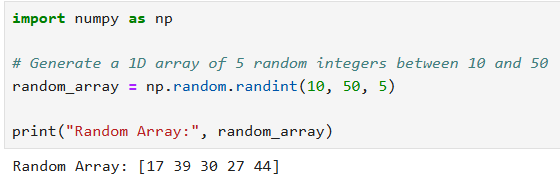 import numpy as np
# Generate a 1D array of 5 random integers between 10 and 50
random_array = np.random.randint(10, 50, 5)
print("Random Array:", random_array)
Random Array: [17 39 30 27 44]